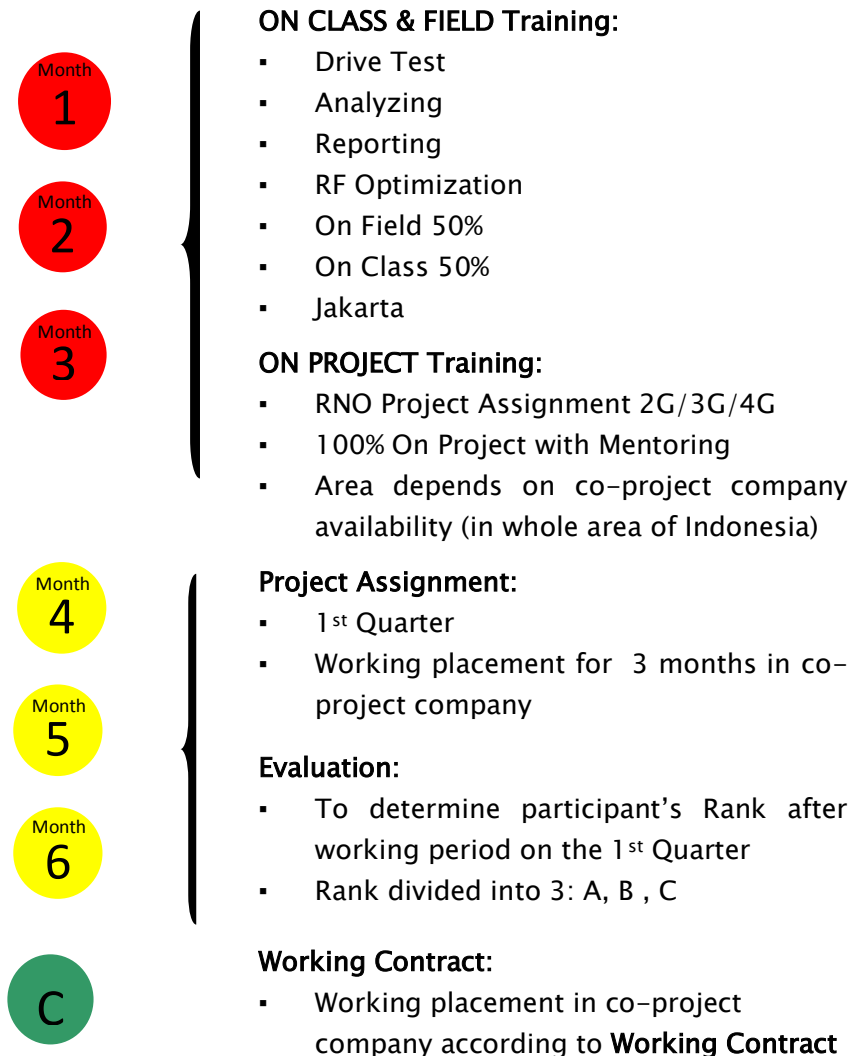 ON CLASS & FIELD Training:
Month
1
▪ Drive Test
▪ Analyzing
▪ Reporting
▪ RF Optimization
Month
2
▪ On Field 50%
▪ On Class 50%
▪ Jakarta
Month
3
ON PROJECT Training:
▪ RNO Project Assignment 2G/3G/4G
▪ 100% On Project with Mentoring
▪ Area depends on co-project company
availability (in whole area of Indonesia)
Month
4
Project Assignment:
▪ 1st Quarter
▪ Working placement for 3 months in co-
project company
Month
5
Evaluation:
▪ To determine participant's Rank after
working period on the 1st Quarter
▪ Rank divided into 3: A, B , C
Month
6
C
Working Contract:
▪ Working placement in co-project
company according to Working Contract